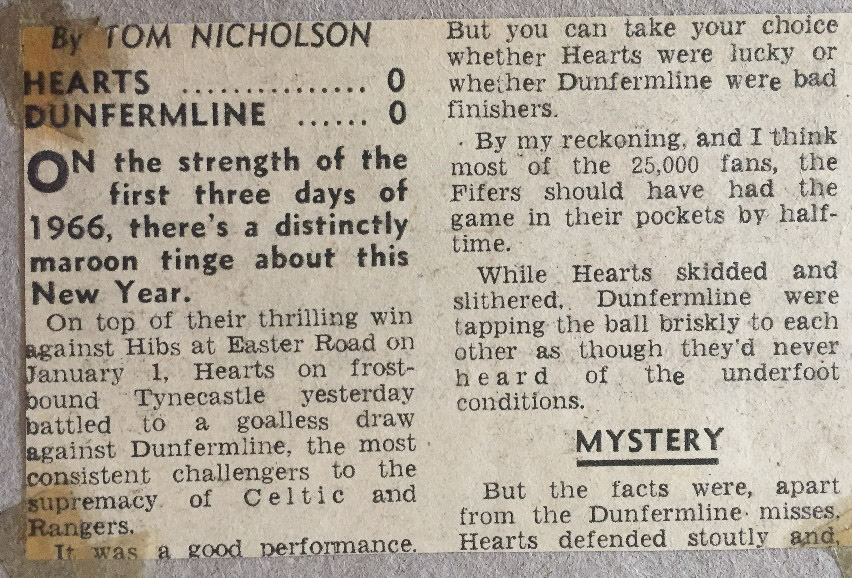 By TOM NICHOLSON
HEARTS ............... 0
DUNFERMLINE ...... 0
ON the strength of the
first three days of
1966, there's a distinctly
maroon tinge about this
New Year.
On top of their thrilling win
against Hibs at Easter Road on
January 1, Hearts on frost-
bound Tynecastle yesterday
battled to a goalless draw
against Dunfermline, the most
consistent challengers to the
supremacy of Celtic and
Rangers.
It was a good performance.
But you can take your choice
whether Hearts were lucky or
whether Dunfermline were bad
finishers.
By my reckoning, and I think
most of the 25,000 fans, the
Fifers should have had the
game in their pockets by half-
time.
While Hearts skidded and
slithered, Dunfermline were
tapping the ball briskly to each
other as though they'd never
heard of the underfoot
conditions.
MYSTERY
But the facts were, apart
from the Dunfermline misses,
Hearts defended stoutly and,